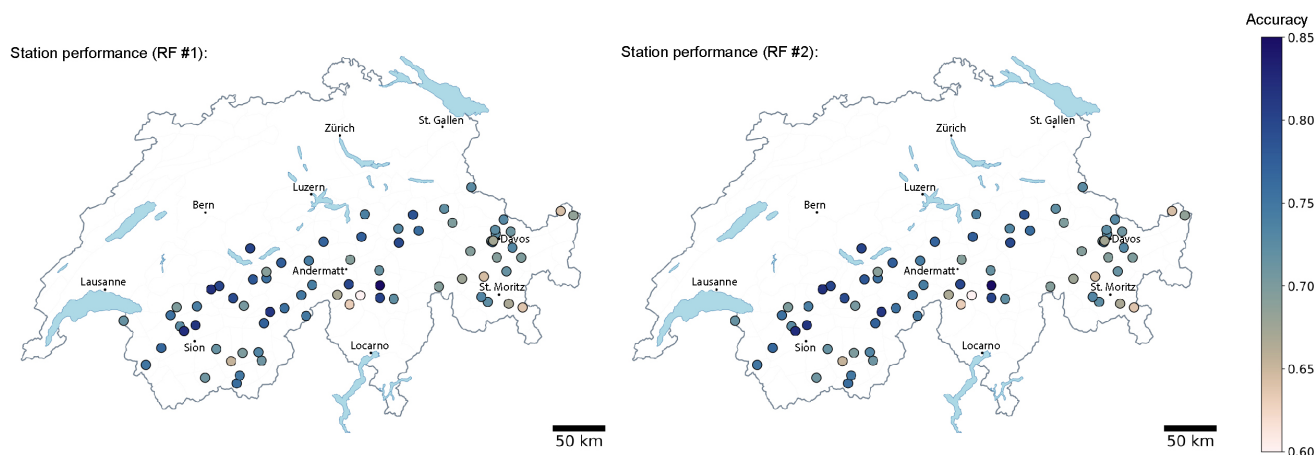 Accuracy
Station performance (RF #1):
Station performance (RF #2):
0.85
0.80
0.75
0.70
0.65
0.60
St. Gallen
Zürich
Luzern
Bern
Davos
Andermatt
Lausanne
St. Moritz
Sion
Locarno
50 km
St. Gallen
Zürich
Luzern
Bern
Davos
Andermatt
Lausanne
St. Moritz
Sion
Locarno
50 km